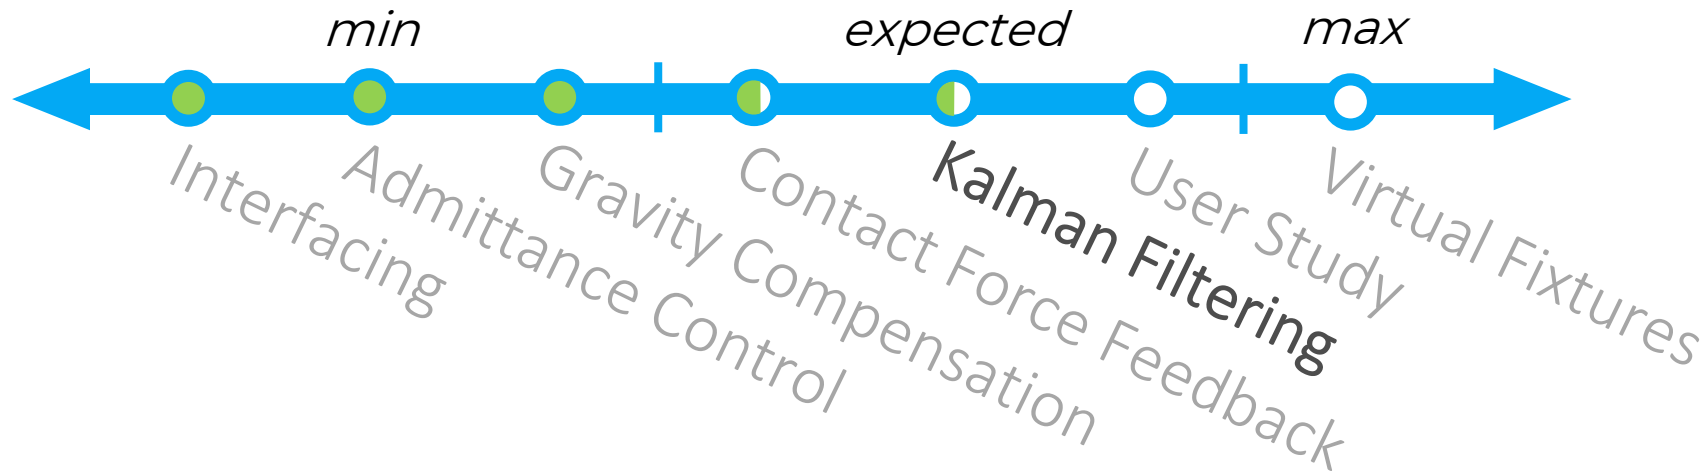 min
expected
max
Interfacing
Admittance Control
Gravity Compensation
Contact Force Feedback
Kalman Filtering
User Study
Virtual Fixtures